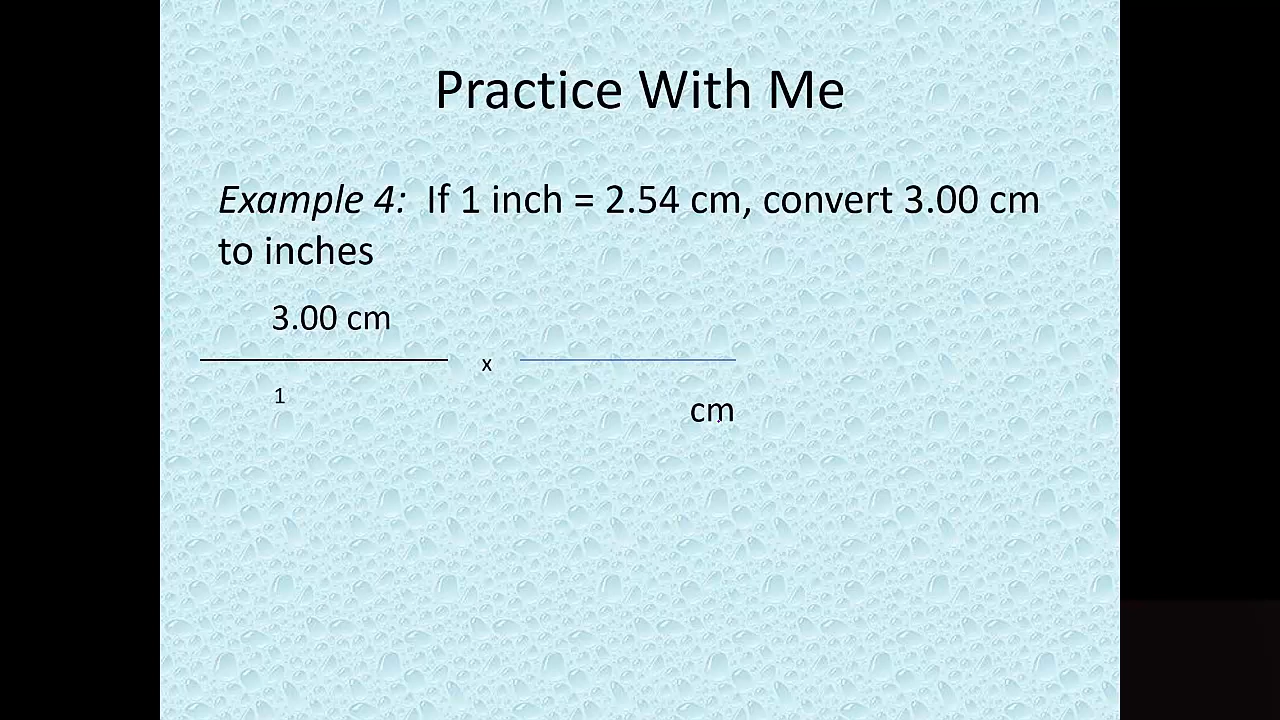 Practice With Me
Example 4: If 1 inch = 2.54 cm, convert 3.00 cm
to inches
3.00 cm
x
1
cm